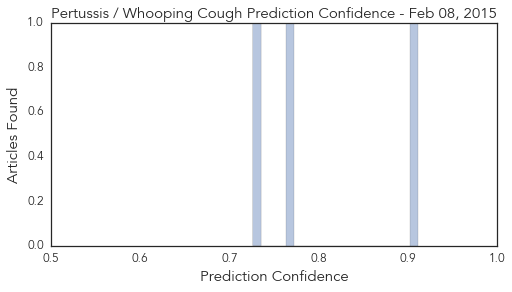 Pertussis / Whooping Cough Prediction Confidence - Feb 08, 2015
1.0
0.8
0.6
0.4
0.2
0.0
Articles Found
0.5 0.6 0.7 0.8 0.9 1.0
Prediction Confidence